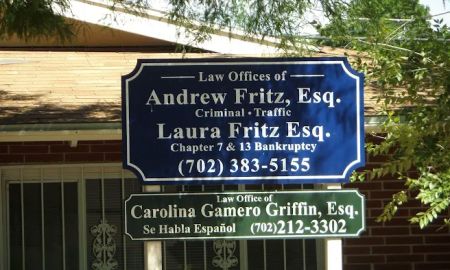 Law Offices of
Andrew Fritz, Esq.
Criminal • Traffic
Laura Fritz Esq.
Chapter 7 & 13 Bankruptcy
(702) 383-5155
Law Office of
Carolina Gamero Griffin, Esq.
Se Habla Español (702) 212-3302